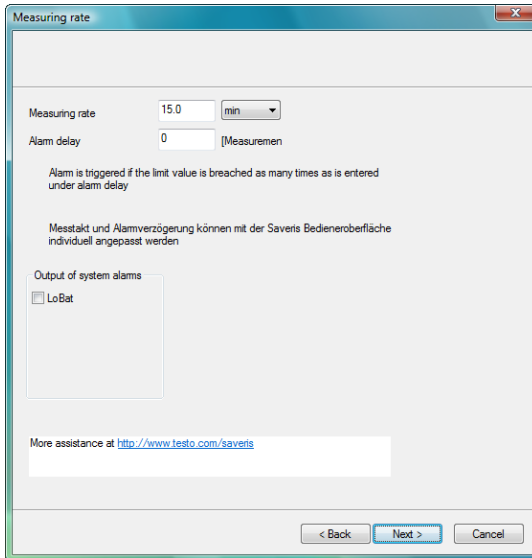 Measuring rate
Measuring rate 15.0 min
Alarm delay 0 [Measuremen
Alarm is triggered if the limit value is breached as many times as is entered
under alarm delay
Messtakt und Alarmverzögerung können mit der Saveris Bedieneroberfläche
individuell angepasst werden
Output of system alarms
LoBat
More assistance at http://www.testo.com/saveris
< Back Next > Cancel